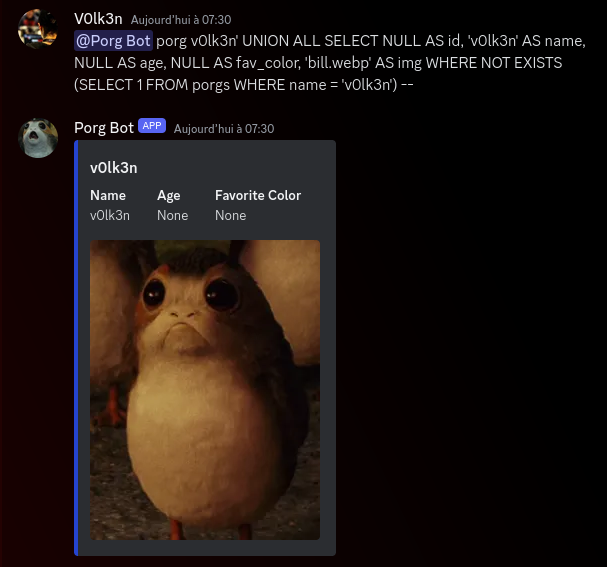 V0lk3n Aujourd'hui à 07:30
@Porg Bot porg v0lk3n' UNION ALL SELECT NULL AS id, 'v0lk3n' AS name,
NULL AS age, NULL AS fav_color, 'bill.webp' AS img WHERE NOT EXISTS
(SELECT 1 FROM porgs WHERE name = 'v0lk3n') --
Porg Bot APP Aujourd'hui à 07:30
v0lk3n
Name Age Favorite Color
v0lk3n None None